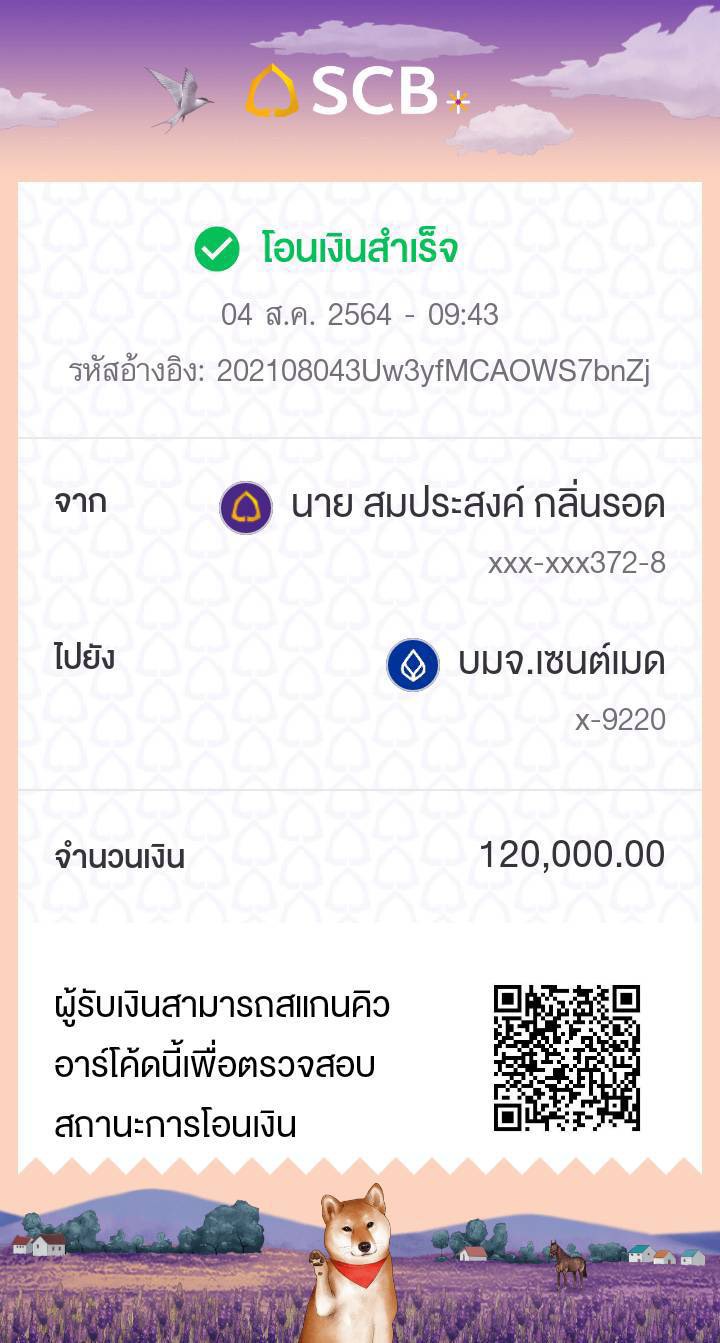 SCB
โอนเงินสำเร็จ
04 ส.ค. 2564 - 09:43
รหัสอ้างอิง: 202108043Uw3yfMCAOWS7bnZj
จาก นาย สมประสงค์ กลิ่นรอด
xxx-xxx372-8
ไปยัง บมจ.เซนต์เมด
x-9220
จำนวนเงิน 120,000.00
ผู้รับเงินสามารถสแกนคิว
อาร์โค้ดนี้เพื่อตรวจสอบ
สถานะการโอนเงิน